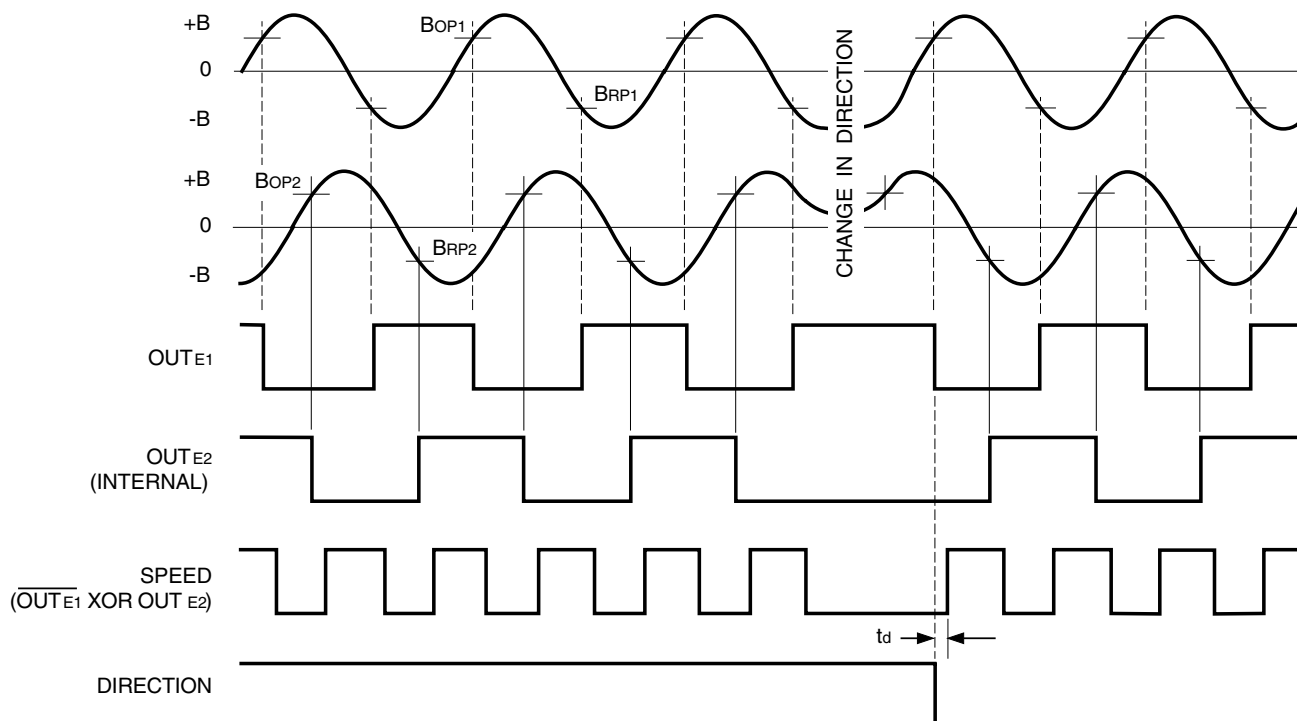 +B
BOP1
0
BRP1
-B
CHANGE IN DIRECTION
+B
BOP2
0
BRP2
-B
OUTE1
OUTE2
(INTERNAL)
SPEED
(OUTE1 XOR OUT E2)
td
DIRECTION